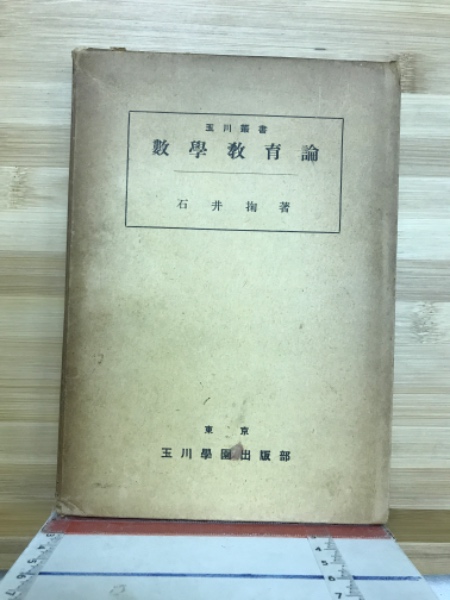 玉川叢書
數學教育論
石井掬著
東京
玉川學園出版部